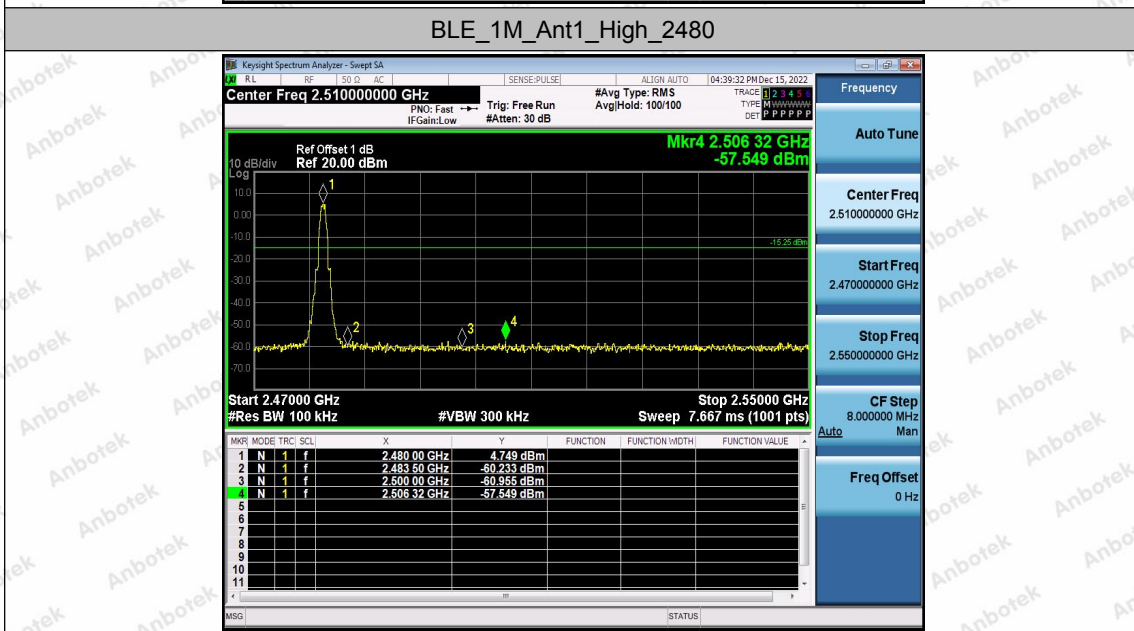 BLE_1M_Ant1_High_2480
Keysight Spectrum Analyzer - Swept SA
LXI RL RF 50 Ω AC SENSE:PULSE ALIGN AUTO 04:39:32 PM Dec 15, 2022
Center Freq 2.510000000 GHz
PNO: Fast
IFGain:Low
Trig: Free Run
#Atten: 30 dB
#Avg Type: RMS
Avg|Hold: 100/100
TRACE 1 2 3 4 5 6
TYPE M W W W W W
DET P P P P P P
Mkr4 2.506 32 GHz
-57.549 dBm
Ref Offset 1 dB
10 dB/div Ref 20.00 dBm
Log
10.0
0.00
-10.0
-20.0
-30.0
-40.0
-50.0
-60.0
-70.0
1
2
3
4
-15.25 dBm
Start 2.47000 GHz Stop 2.55000 GHz
#Res BW 100 kHz #VBW 300 kHz Sweep 7.667 ms (1001 pts)
MKR MODE TRC SCL X Y FUNCTION FUNCTION WIDTH FUNCTION VALUE
1 N 1 f 2.480 00 GHz 4.749 dBm
2 N 1 f 2.483 50 GHz -60.233 dBm
3 N 1 f 2.500 00 GHz -60.955 dBm
4 N 1 f 2.506 32 GHz -57.549 dBm
5
6
7
8
9
10
11
MSG STATUS
Frequency
Auto Tune
Center Freq
2.510000000 GHz
Start Freq
2.470000000 GHz
Stop Freq
2.550000000 GHz
CF Step
8.000000 MHz
Auto Man
Freq Offset
0 Hz
Anbotek